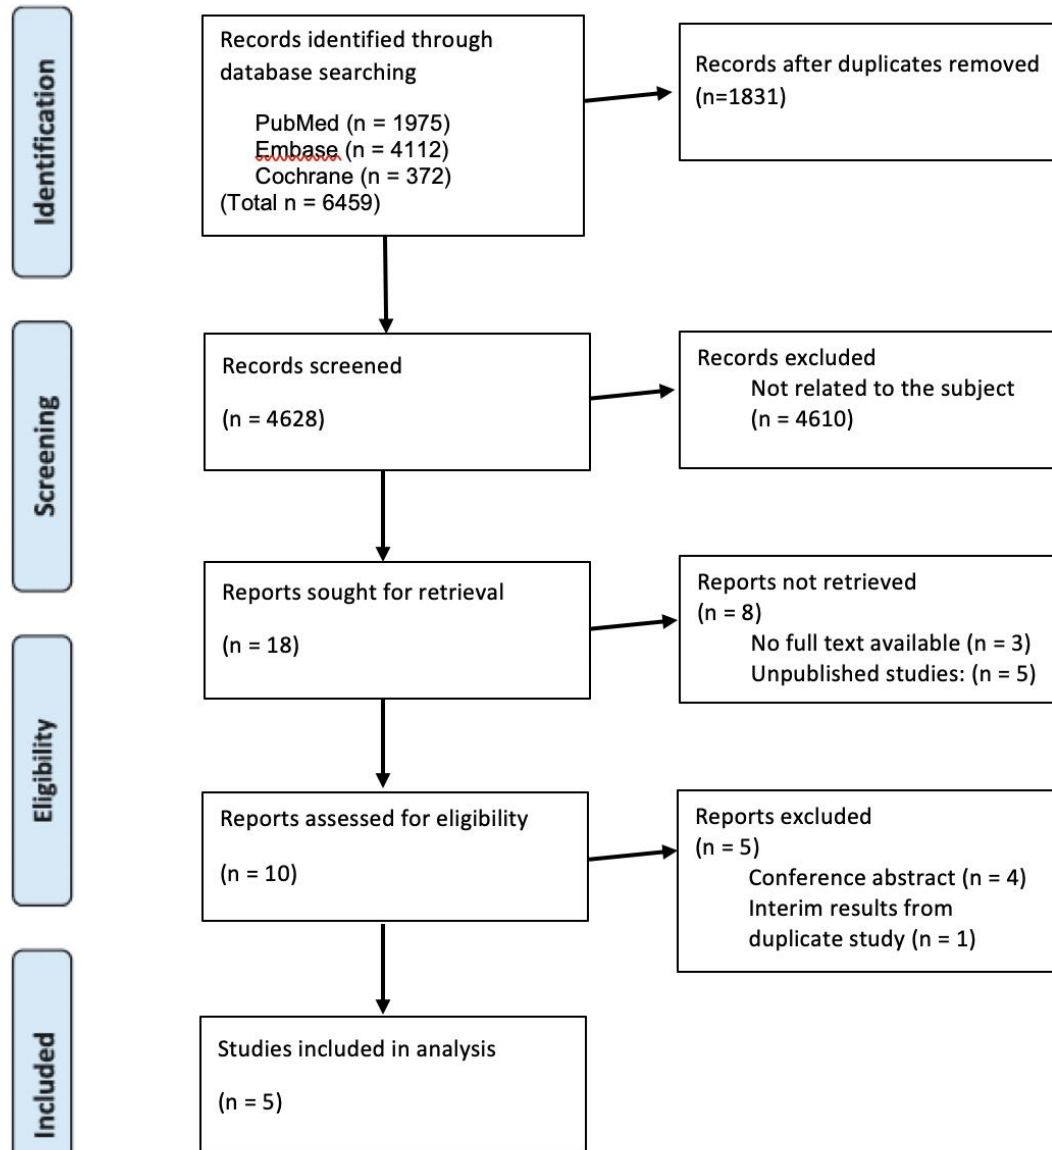 Identification
Records identified through
database searching
PubMed (n = 1975)
Embase (n = 4112)
Cochrane (n = 372)
(Total n = 6459)
Records after duplicates removed
(n=1831)
Screening
Records screened
(n = 4628)
Records excluded
Not related to the subject
(n = 4610)
Reports sought for retrieval
(n = 18)
Reports not retrieved
(n = 8)
No full text available (n = 3)
Unpublished studies: (n = 5)
Eligibility
Reports assessed for eligibility
(n = 10)
Reports excluded
(n = 5)
Conference abstract (n = 4)
Interim results from
duplicate study (n = 1)
Included
Studies included in analysis
(n = 5)